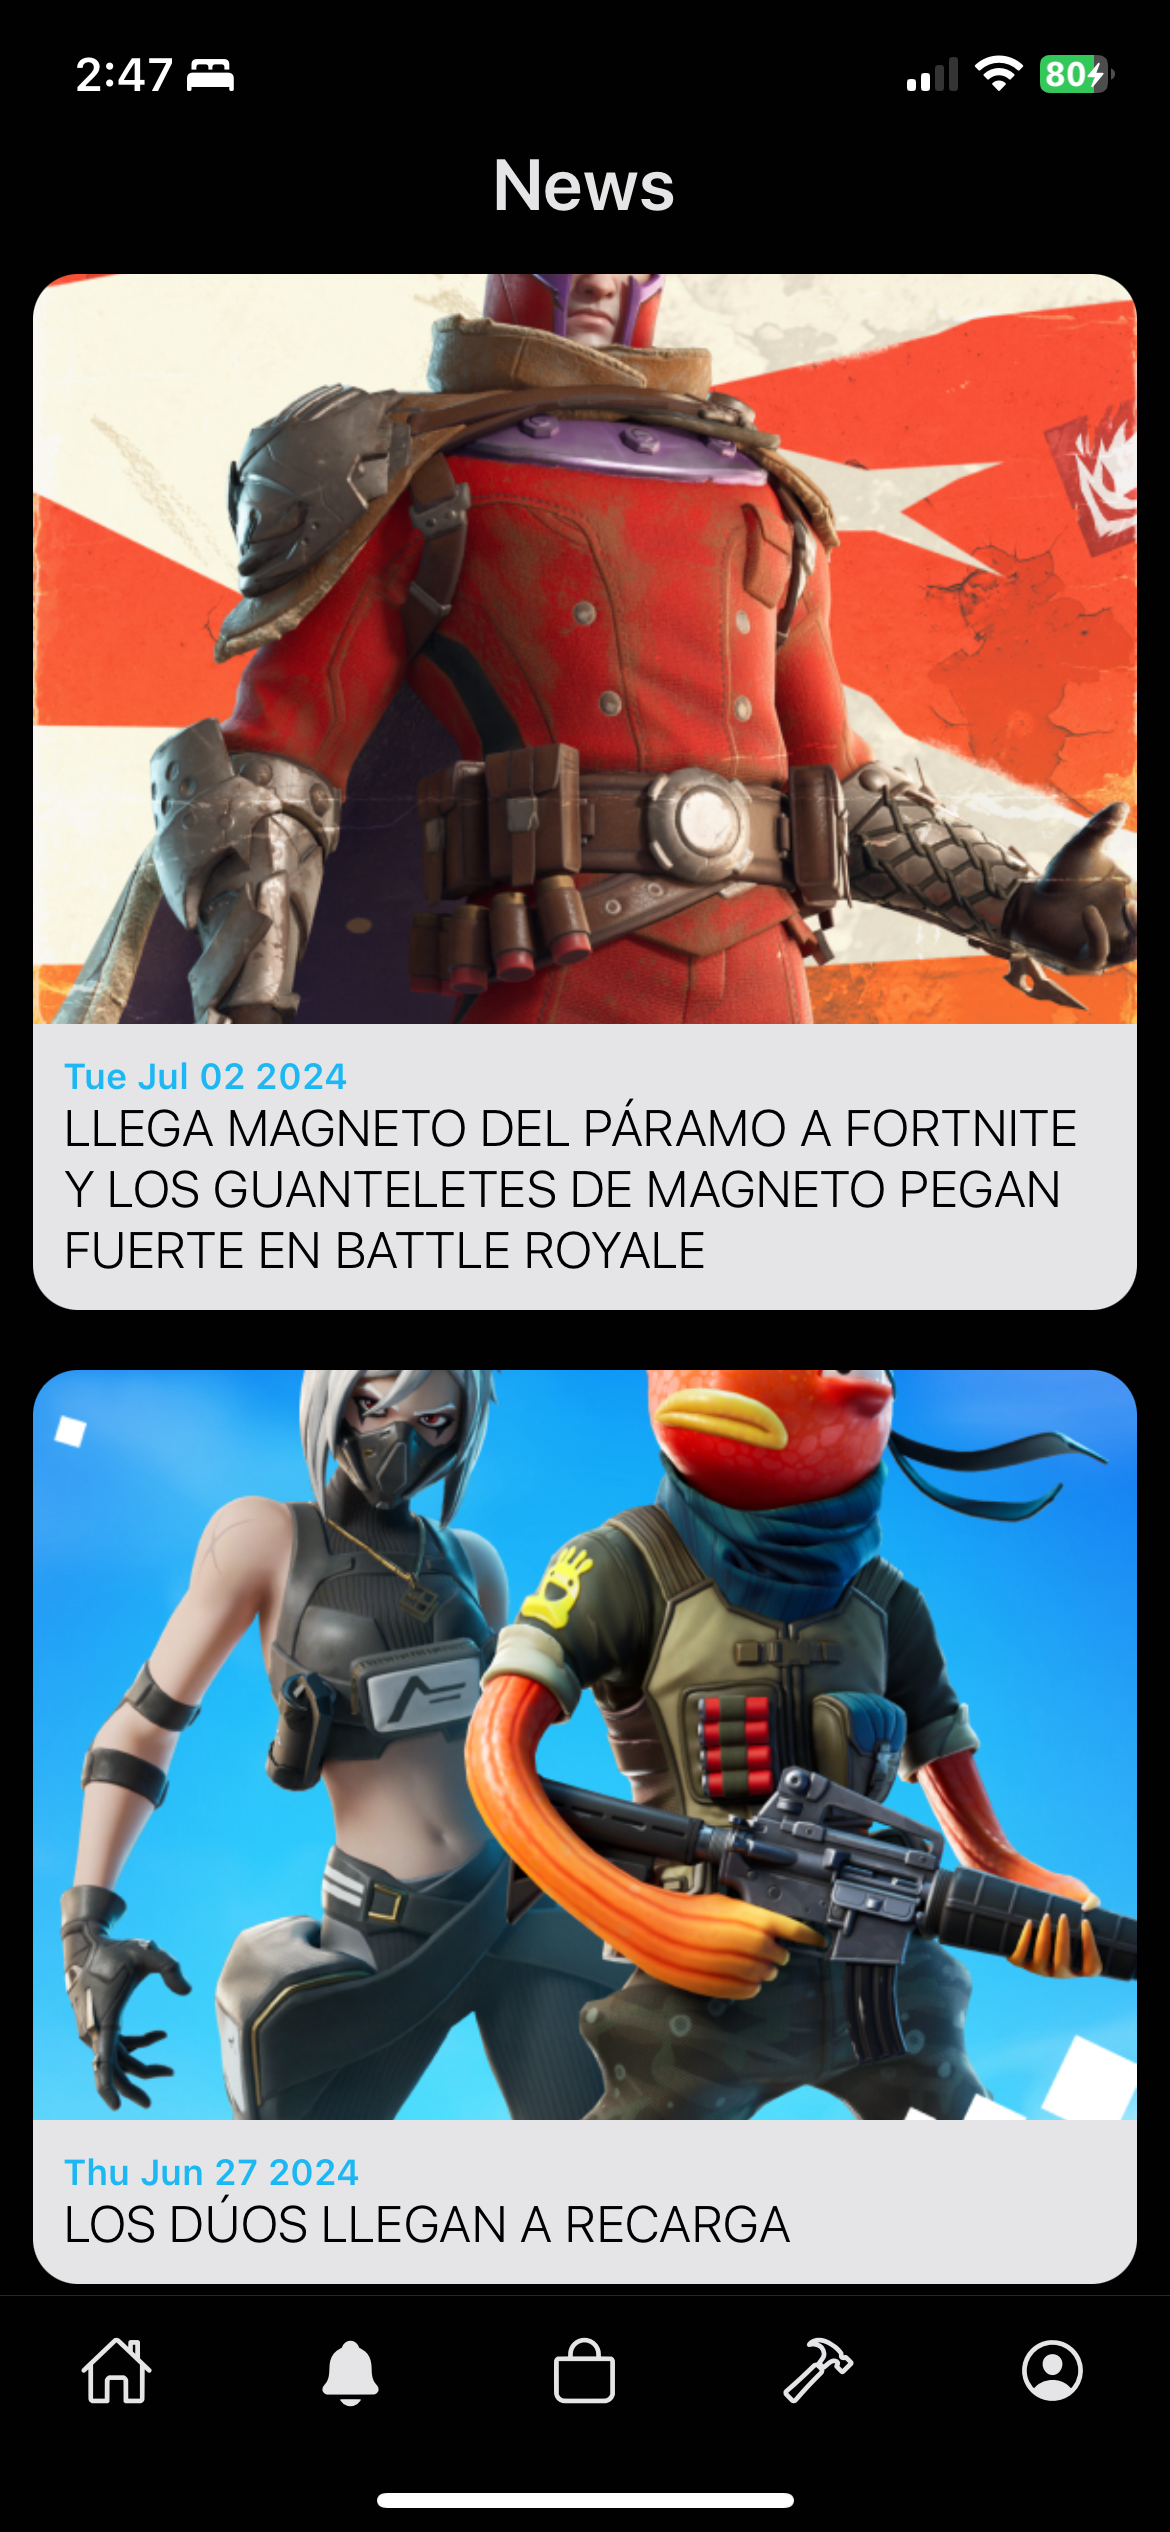 2:47
80
News
Tue Jul 02 2024
LLEGA MAGNETO DEL PÁRAMO A FORTNITE
Y LOS GUANTELETES DE MAGNETO PEGAN
FUERTE EN BATTLE ROYALE
Thu Jun 27 2024
LOS DÚOS LLEGAN A RECARGA